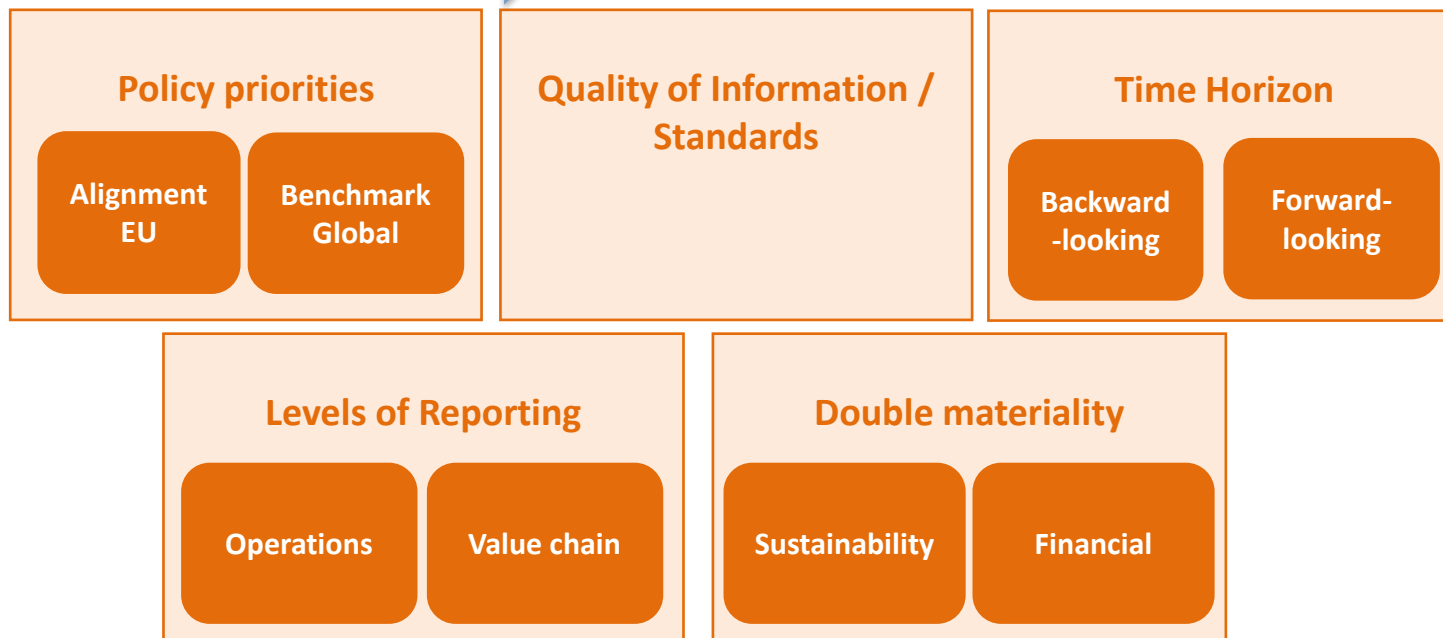 Policy priorities
Alignment
EU
Benchmark
Global
Quality of Information /
Standards
Time Horizon
Backward
-looking
Forward-
looking
Levels of Reporting
Operations
Value chain
Double materiality
Sustainability
Financial